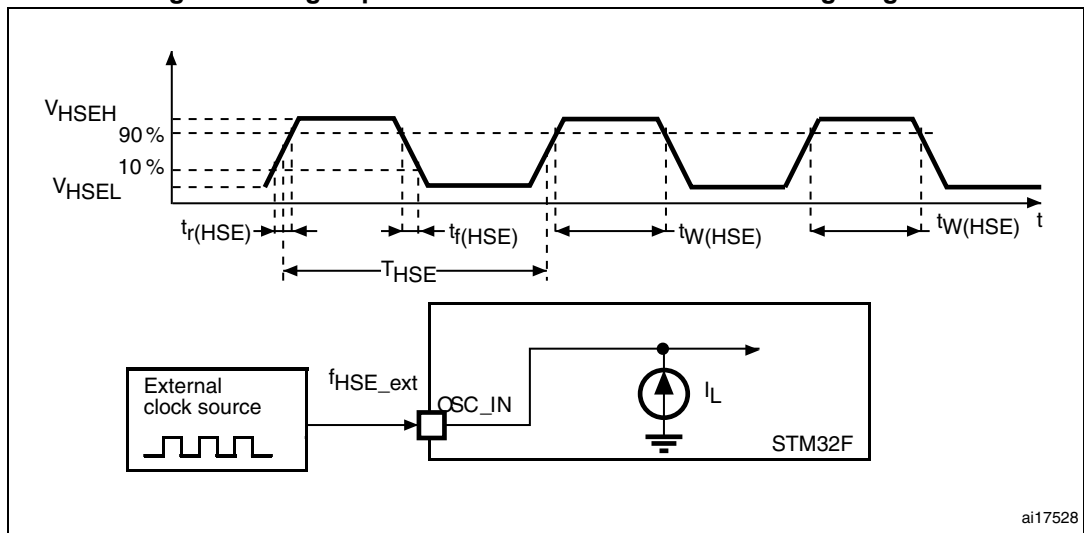 VHSEH
90 %
10 %
VHSEL
tr(HSE)
tf(HSE)
tW(HSE)
tW(HSE)
t
THSE
External
clock source
fHSE_ext
OSC_IN
IL
STM32F
ai17528